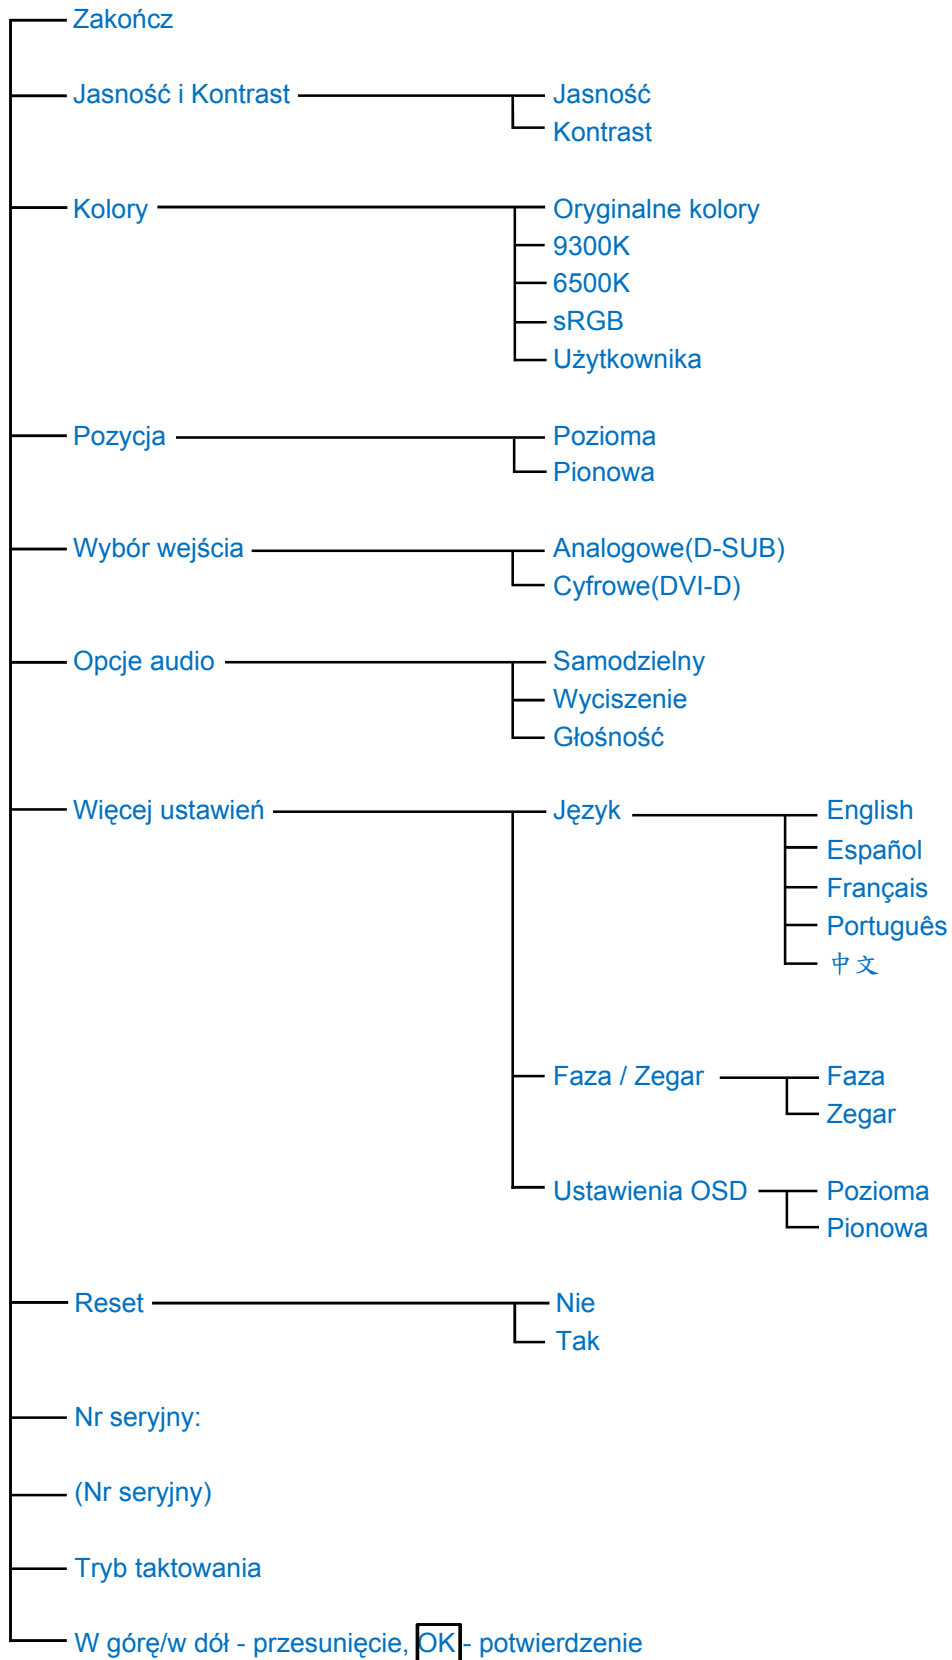 Zakończ
Jasność i Kontrast
Jasność
Kontrast
Kolory
Oryginalne kolory
9300K
6500K
sRGB
Użytkownika
Pozycja
Pozioma
Pionowa
Wybór wejścia
Analogowe(D-SUB)
Cyfrowe(DVI-D)
Opcje audio
Samodzielny
Wyciszenie
Głośność
Więcej ustawień
Język
English
Español
Français
Português
中文
Faza / Zegar
Faza
Zegar
Ustawienia OSD
Pozioma
Pionowa
Reset
Nie
Tak
Nr seryjny:
(Nr seryjny)
Tryb taktowania
W górę/w dół - przesunięcie, OK - potwierdzenie